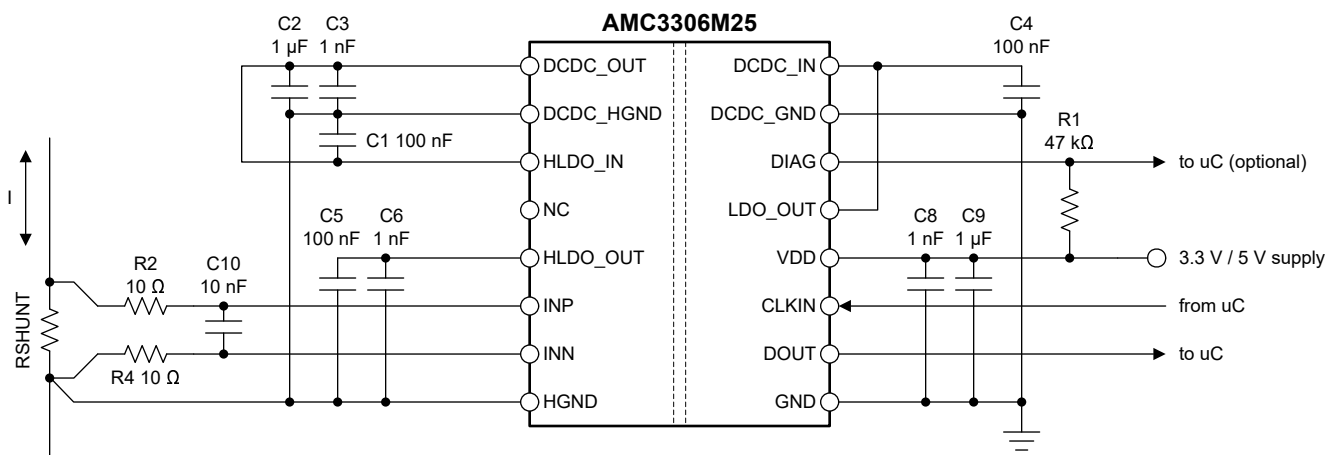 AMC3306M25
C2
1 µF
C3
1 nF
C4
100 nF
DCDC_OUT
DCDC_IN
DCDC_HGND
DCDC_GND
C1 100 nF
R1
47 kΩ
HLDO_IN
DIAG
to uC (optional)
I
NC
LDO_OUT
C5
100 nF
C6
1 nF
C8
1 nF
C9
1 µF
HLDO_OUT
VDD
3.3 V / 5 V supply
R2
10 Ω
C10
10 nF
INP
CLKIN
from uC
RSHUNT
INN
DOUT
to uC
R4 10 Ω
HGND
GND